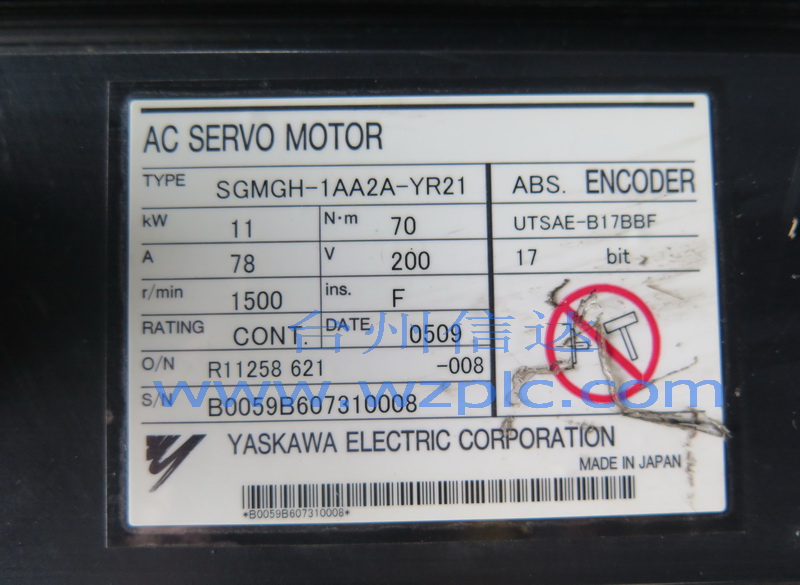 AC SERVO MOTOR
TYPE SGMGH-1AA2A-YR21
ABS. ENCODER
kW 11 N·m 70
UTSAE-B17BBF
A 78 V 200
17 bit
r/min 1500 ins. F
RATING CONT. DATE 0509
台州信达
O/N R11258 621 -008
www.wzplc.com
S/N B0059B607310008
YASKAWA ELECTRIC CORPORATION
MADE IN JAPAN
*B0059B607310008*